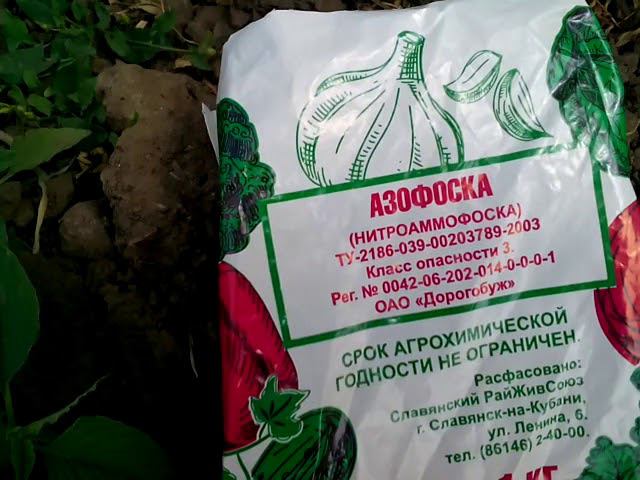 АЗОФОСКА
(НИТРОАММОФОСКА)
ТУ-2186-039-00203789-2003
Класс опасности 3.
Рег. № 0042-06-202-014-0-0-0-1
ОАО «Дорогобуж»
СРОК АГРОХИМИЧЕСКОЙ
ГОДНОСТИ НЕ ОГРАНИЧЕН.
Расфасовано:
Славянский РайЖивСоюз
г. Славянск-на-Кубани,
ул. Ленина, 6.
тел. (86146) 2-40-00.
1 кг